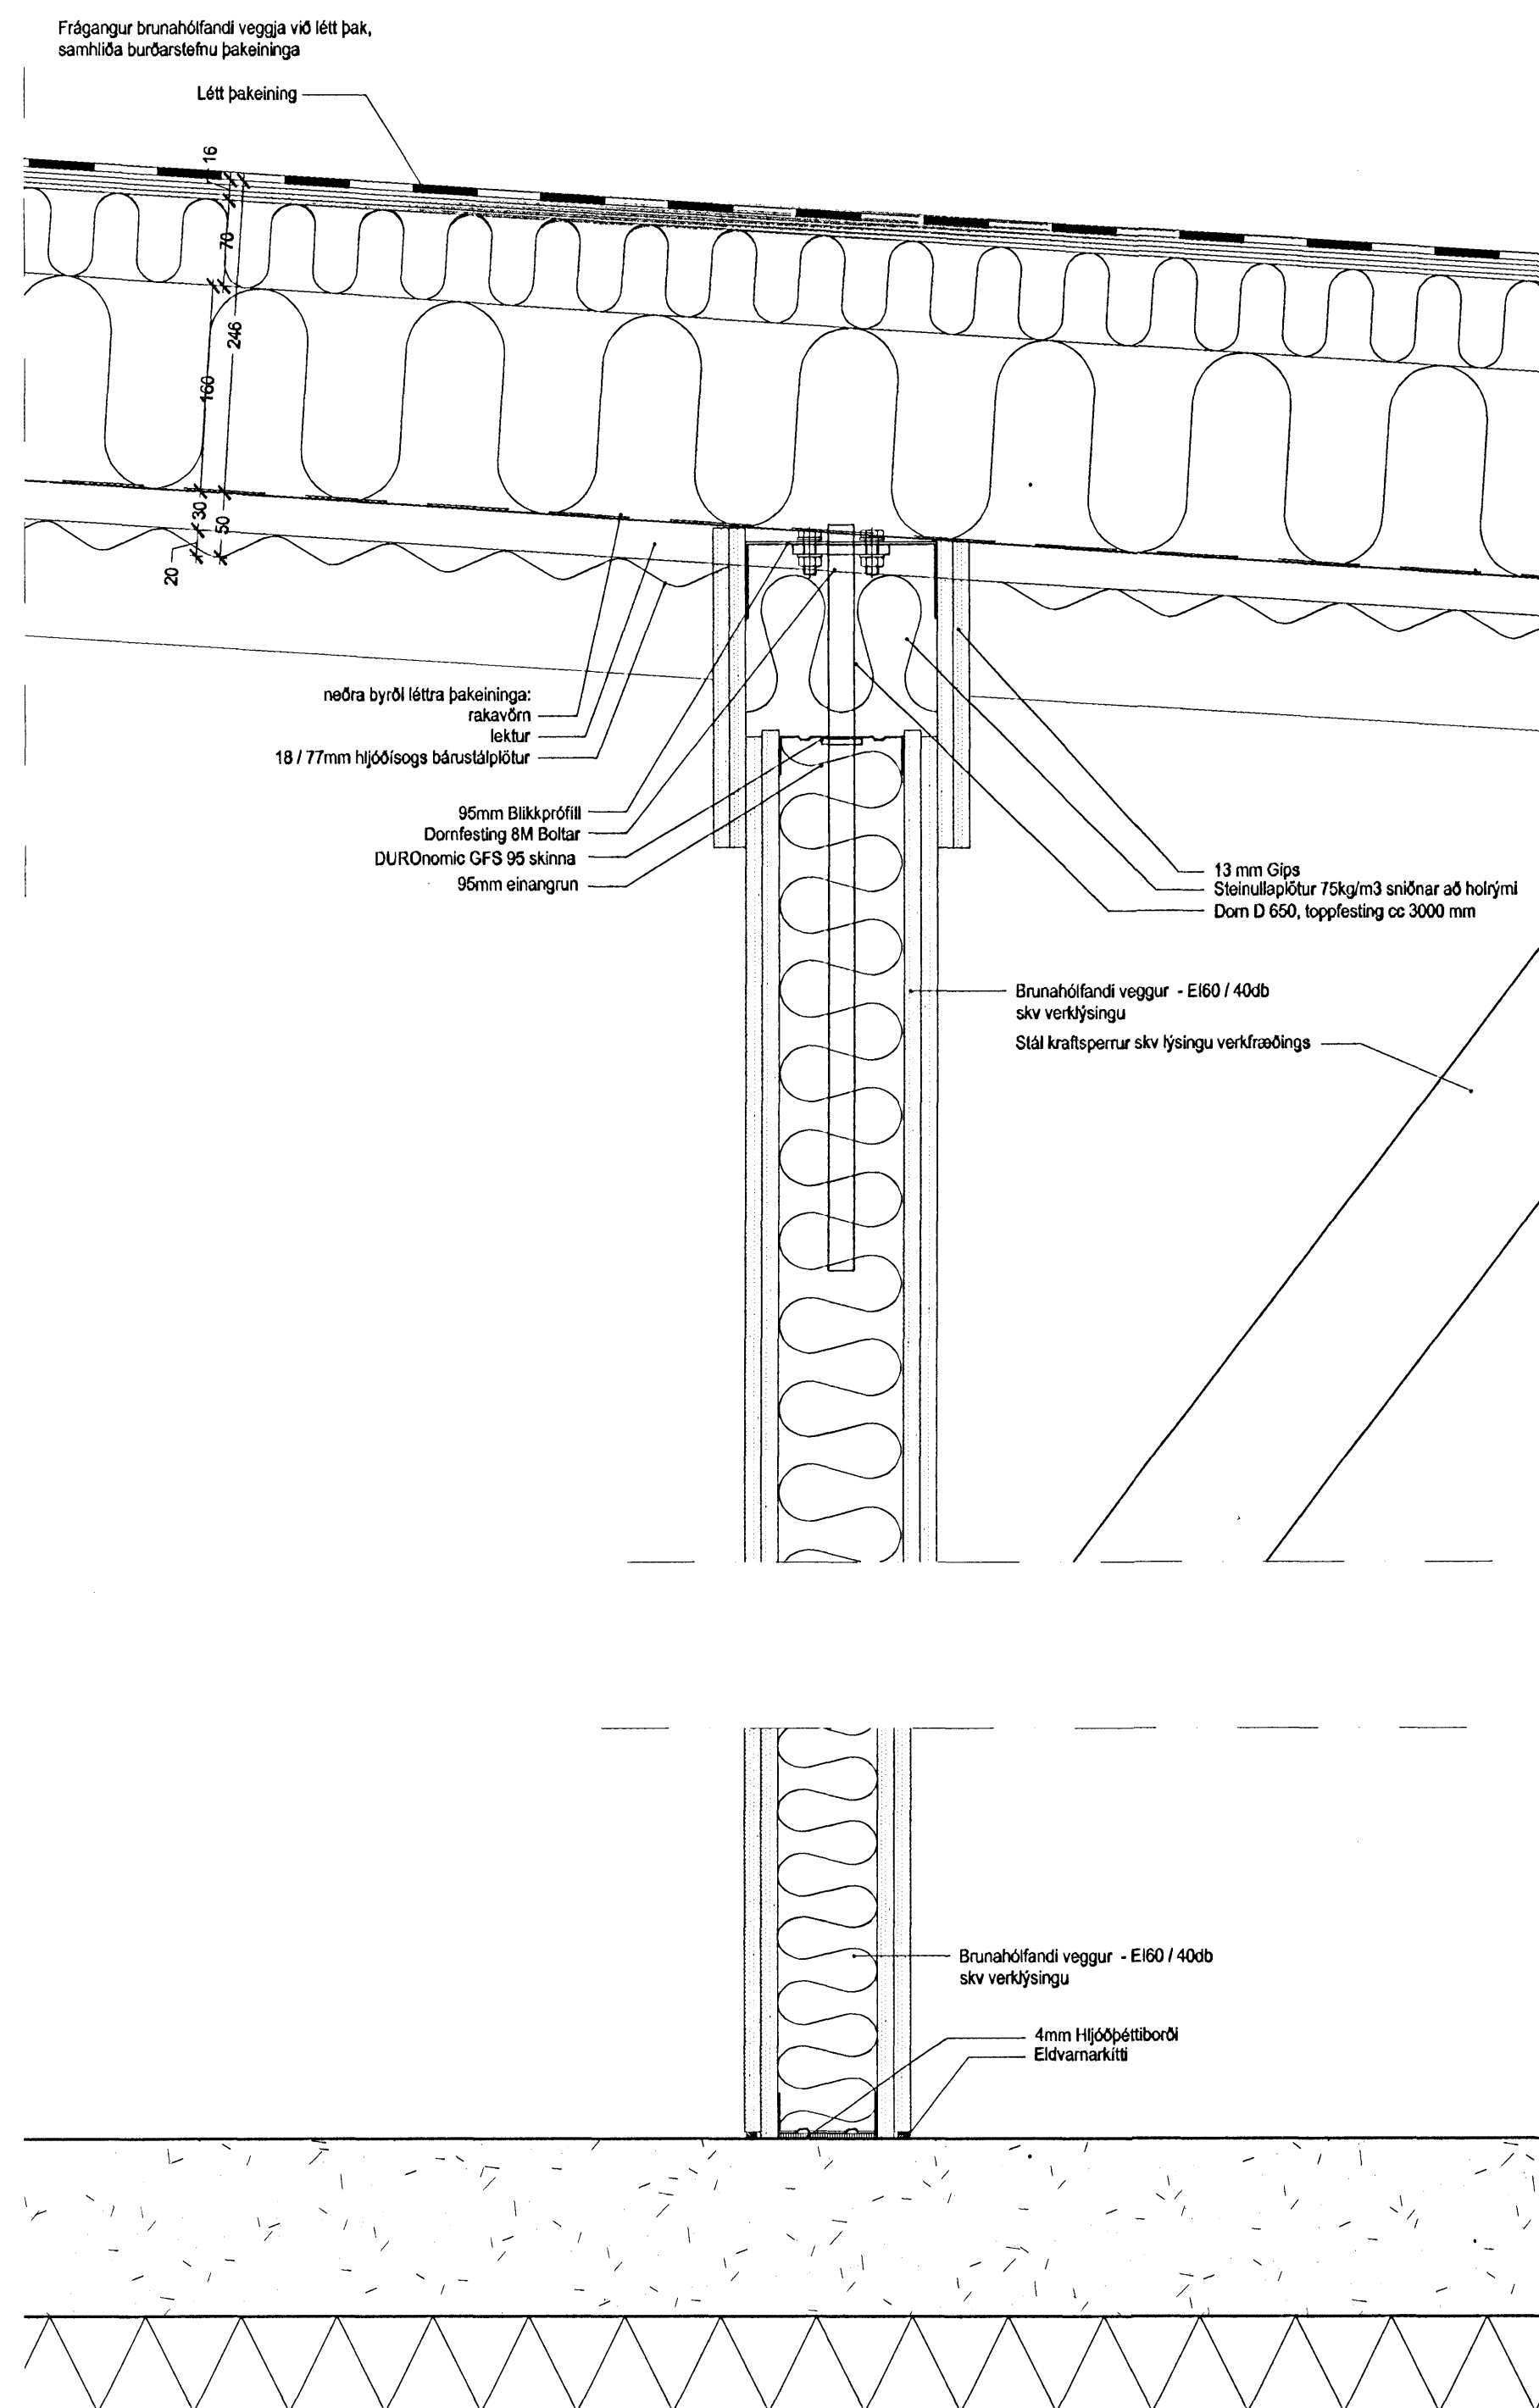 Frágangur brunahólfandi veggja við létt þak,
samhliða burðarstefnu þakeininga
Létt þakeining
16
70
246
160
30
50
20
neðra byrði léttra þakeininga:
rakavörn
lektur
18 / 77mm hljóðísogs bárustálplötur
95mm Blikkprófíll
Dornfesting 8M Boltar
DUROnomic GFS 95 skinna
95mm einangrun
13 mm Gips
Steinullaplötur 75kg/m3 sniðnar að holrými
Dorn D 650, toppfesting cc 3000 mm
Brunahólfandi veggur - EI60 / 40db
skv verklýsingu
Stál kraftsperrur skv lýsingu verkfræðings
Brunahólfandi veggur - EI60 / 40db
skv verklýsingu
4mm Hljóðþéttiborði
Eldvarnarkítti